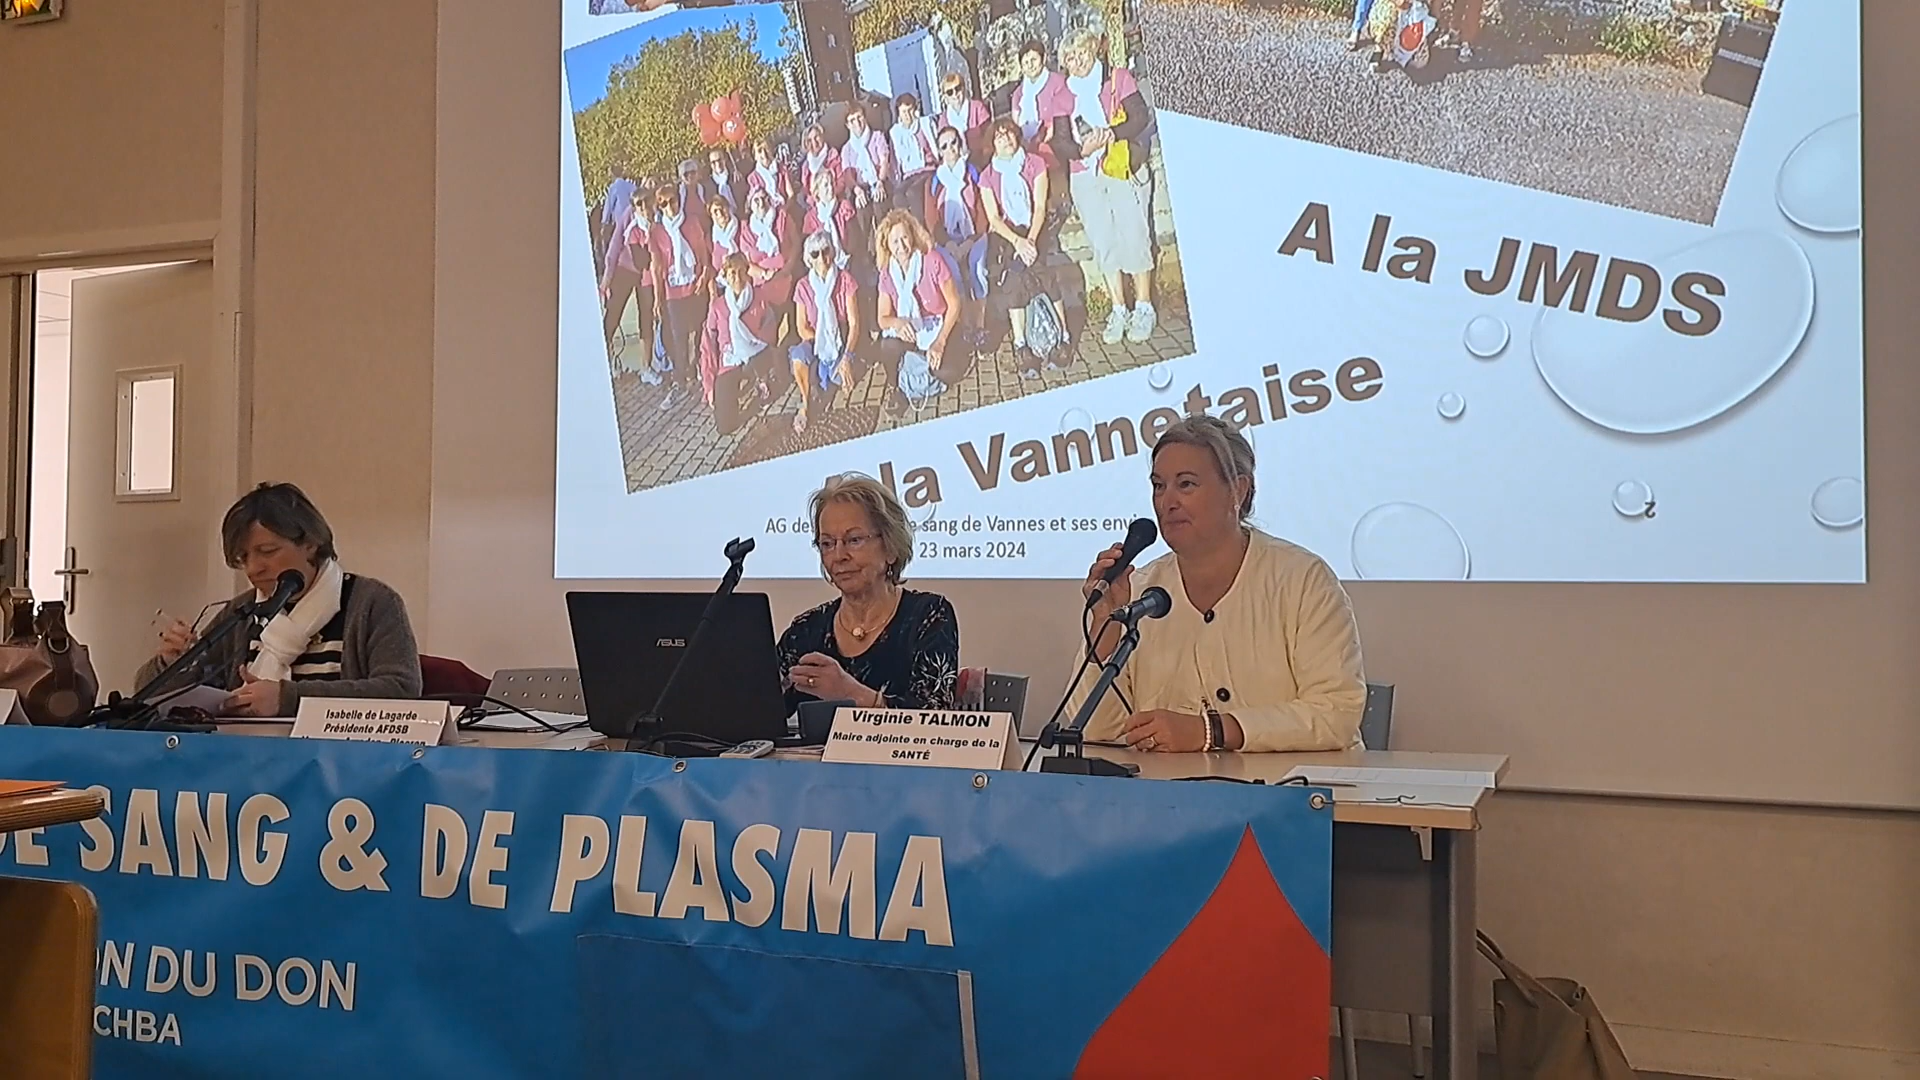 A la JMDS
la Vannetaise
AG de sang de Vannes et ses
23 mars 2024
ASUS
Isabelle de Lagarde
Présidente AFDSB
Virginie TALMON
Maire adjointe en charge de la
SANTÉ
DE SANG & DE PLASMA
ON DU DON
CHBA
2